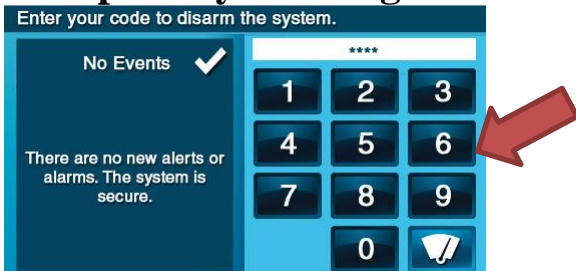 Enter your code to disarm the system.
No Events
****
1 2 3
4 5 6
There are no new alerts or
alarms. The system is
secure.
7 8 9
0